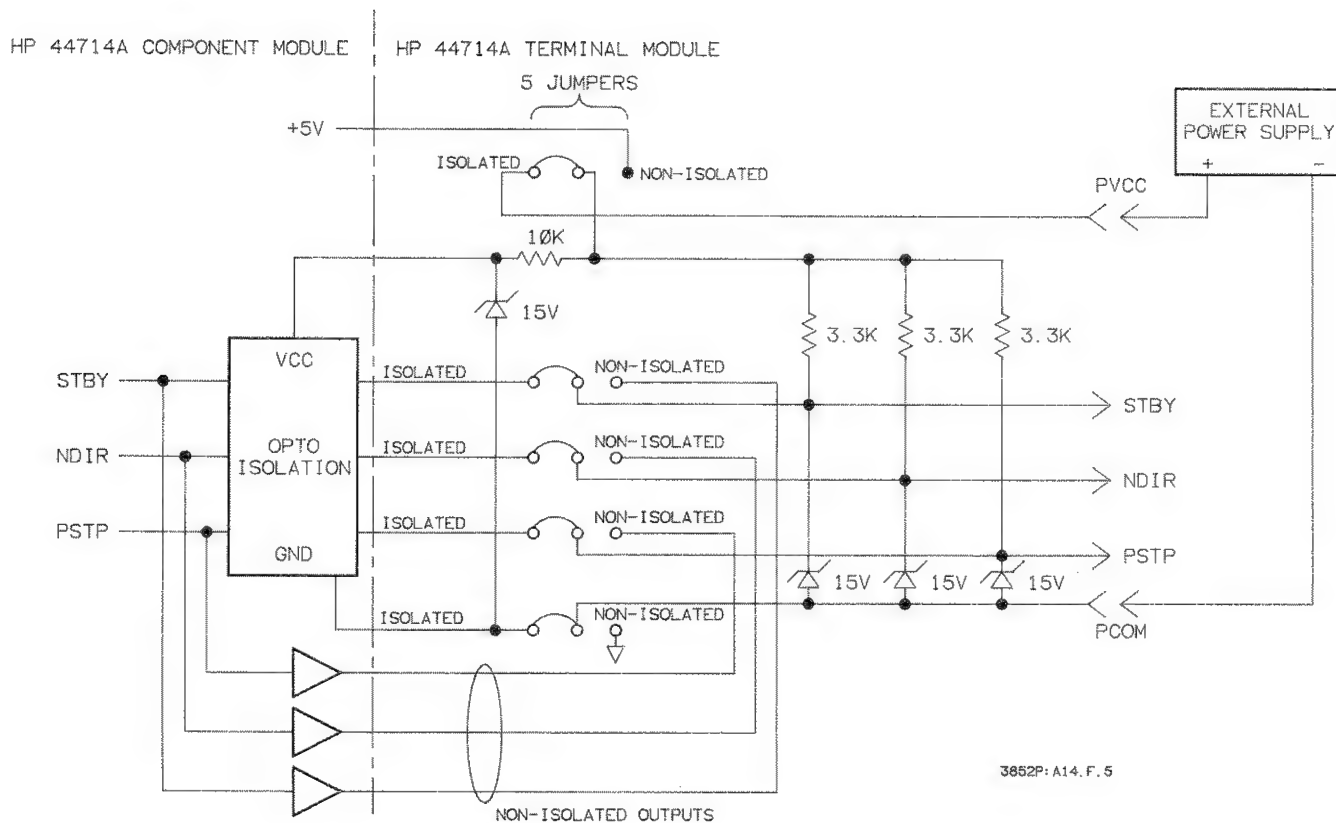 HP 44714A COMPONENT MODULE
HP 44714A TERMINAL MODULE
5 JUMPERS
+5V
EXTERNAL
POWER SUPPLY
+
-
ISOLATED
NON-ISOLATED
PVCC
10K
15V
3.3K
3.3K
3.3K
VCC
STBY
ISOLATED
NON-ISOLATED
STBY
NDIR
OPTO
ISOLATION
ISOLATED
NON-ISOLATED
NDIR
PSTP
GND
ISOLATED
NON-ISOLATED
PSTP
15V
15V
15V
ISOLATED
NON-ISOLATED
PCOM
NON-ISOLATED OUTPUTS
3852P:A14.F.5